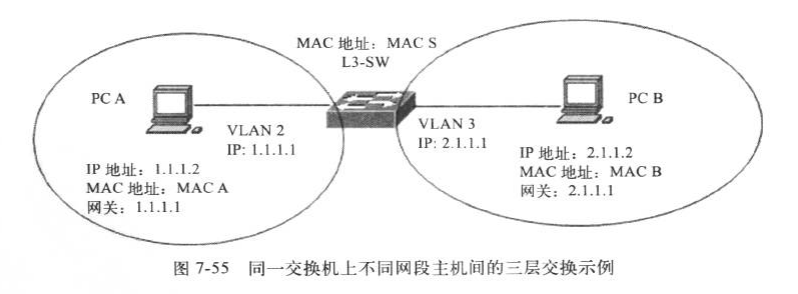 MAC 地址：MAC S
L3-SW
PC A
PC B
VLAN 2
IP: 1.1.1.1
VLAN 3
IP: 2.1.1.1
IP 地址：1.1.1.2
MAC 地址：MAC A
网关：1.1.1.1
IP 地址：2.1.1.2
MAC 地址：MAC B
网关：2.1.1.1
图 7-55 同一交换机上不同网段主机间的三层交换示例